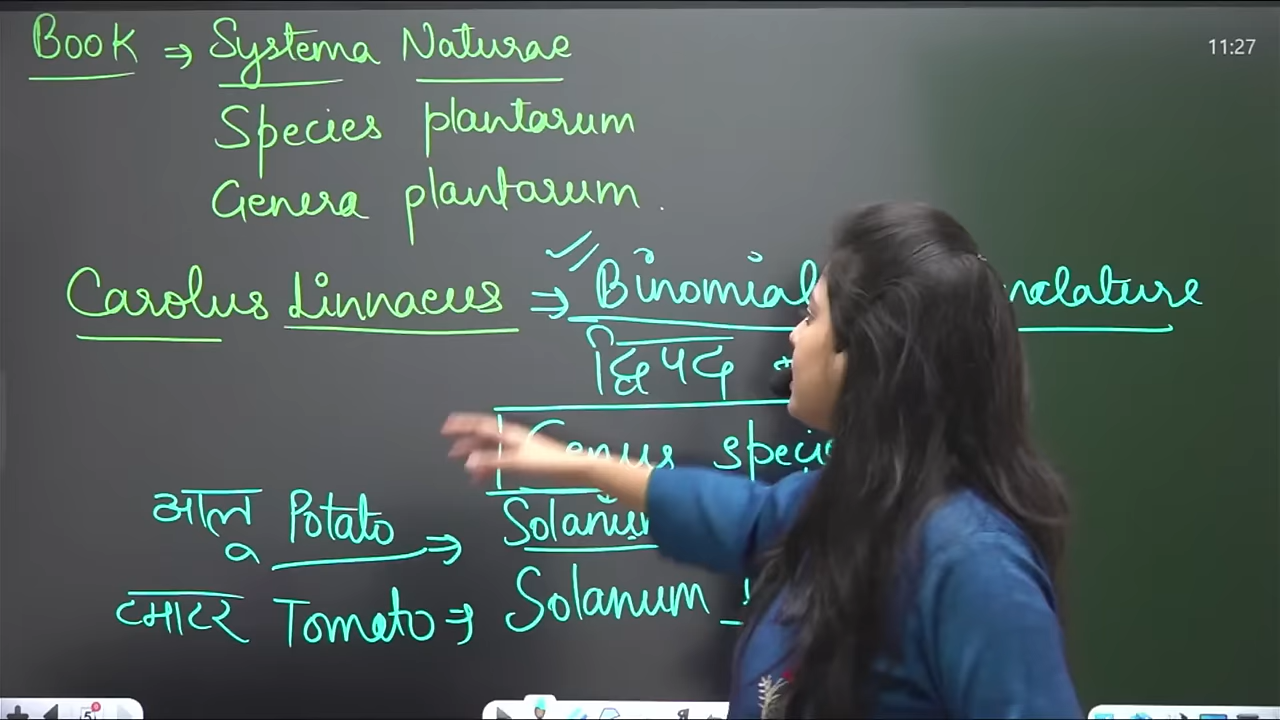 Book ⇒ Systema Naturae
11:27
Species plantarum
Genera plantarum.
Carolus Linnaeus ⇒ Binomial
द्विपद
Genus
आलू Potato ⇒
टमाटर Tomato ⇒ Solanum